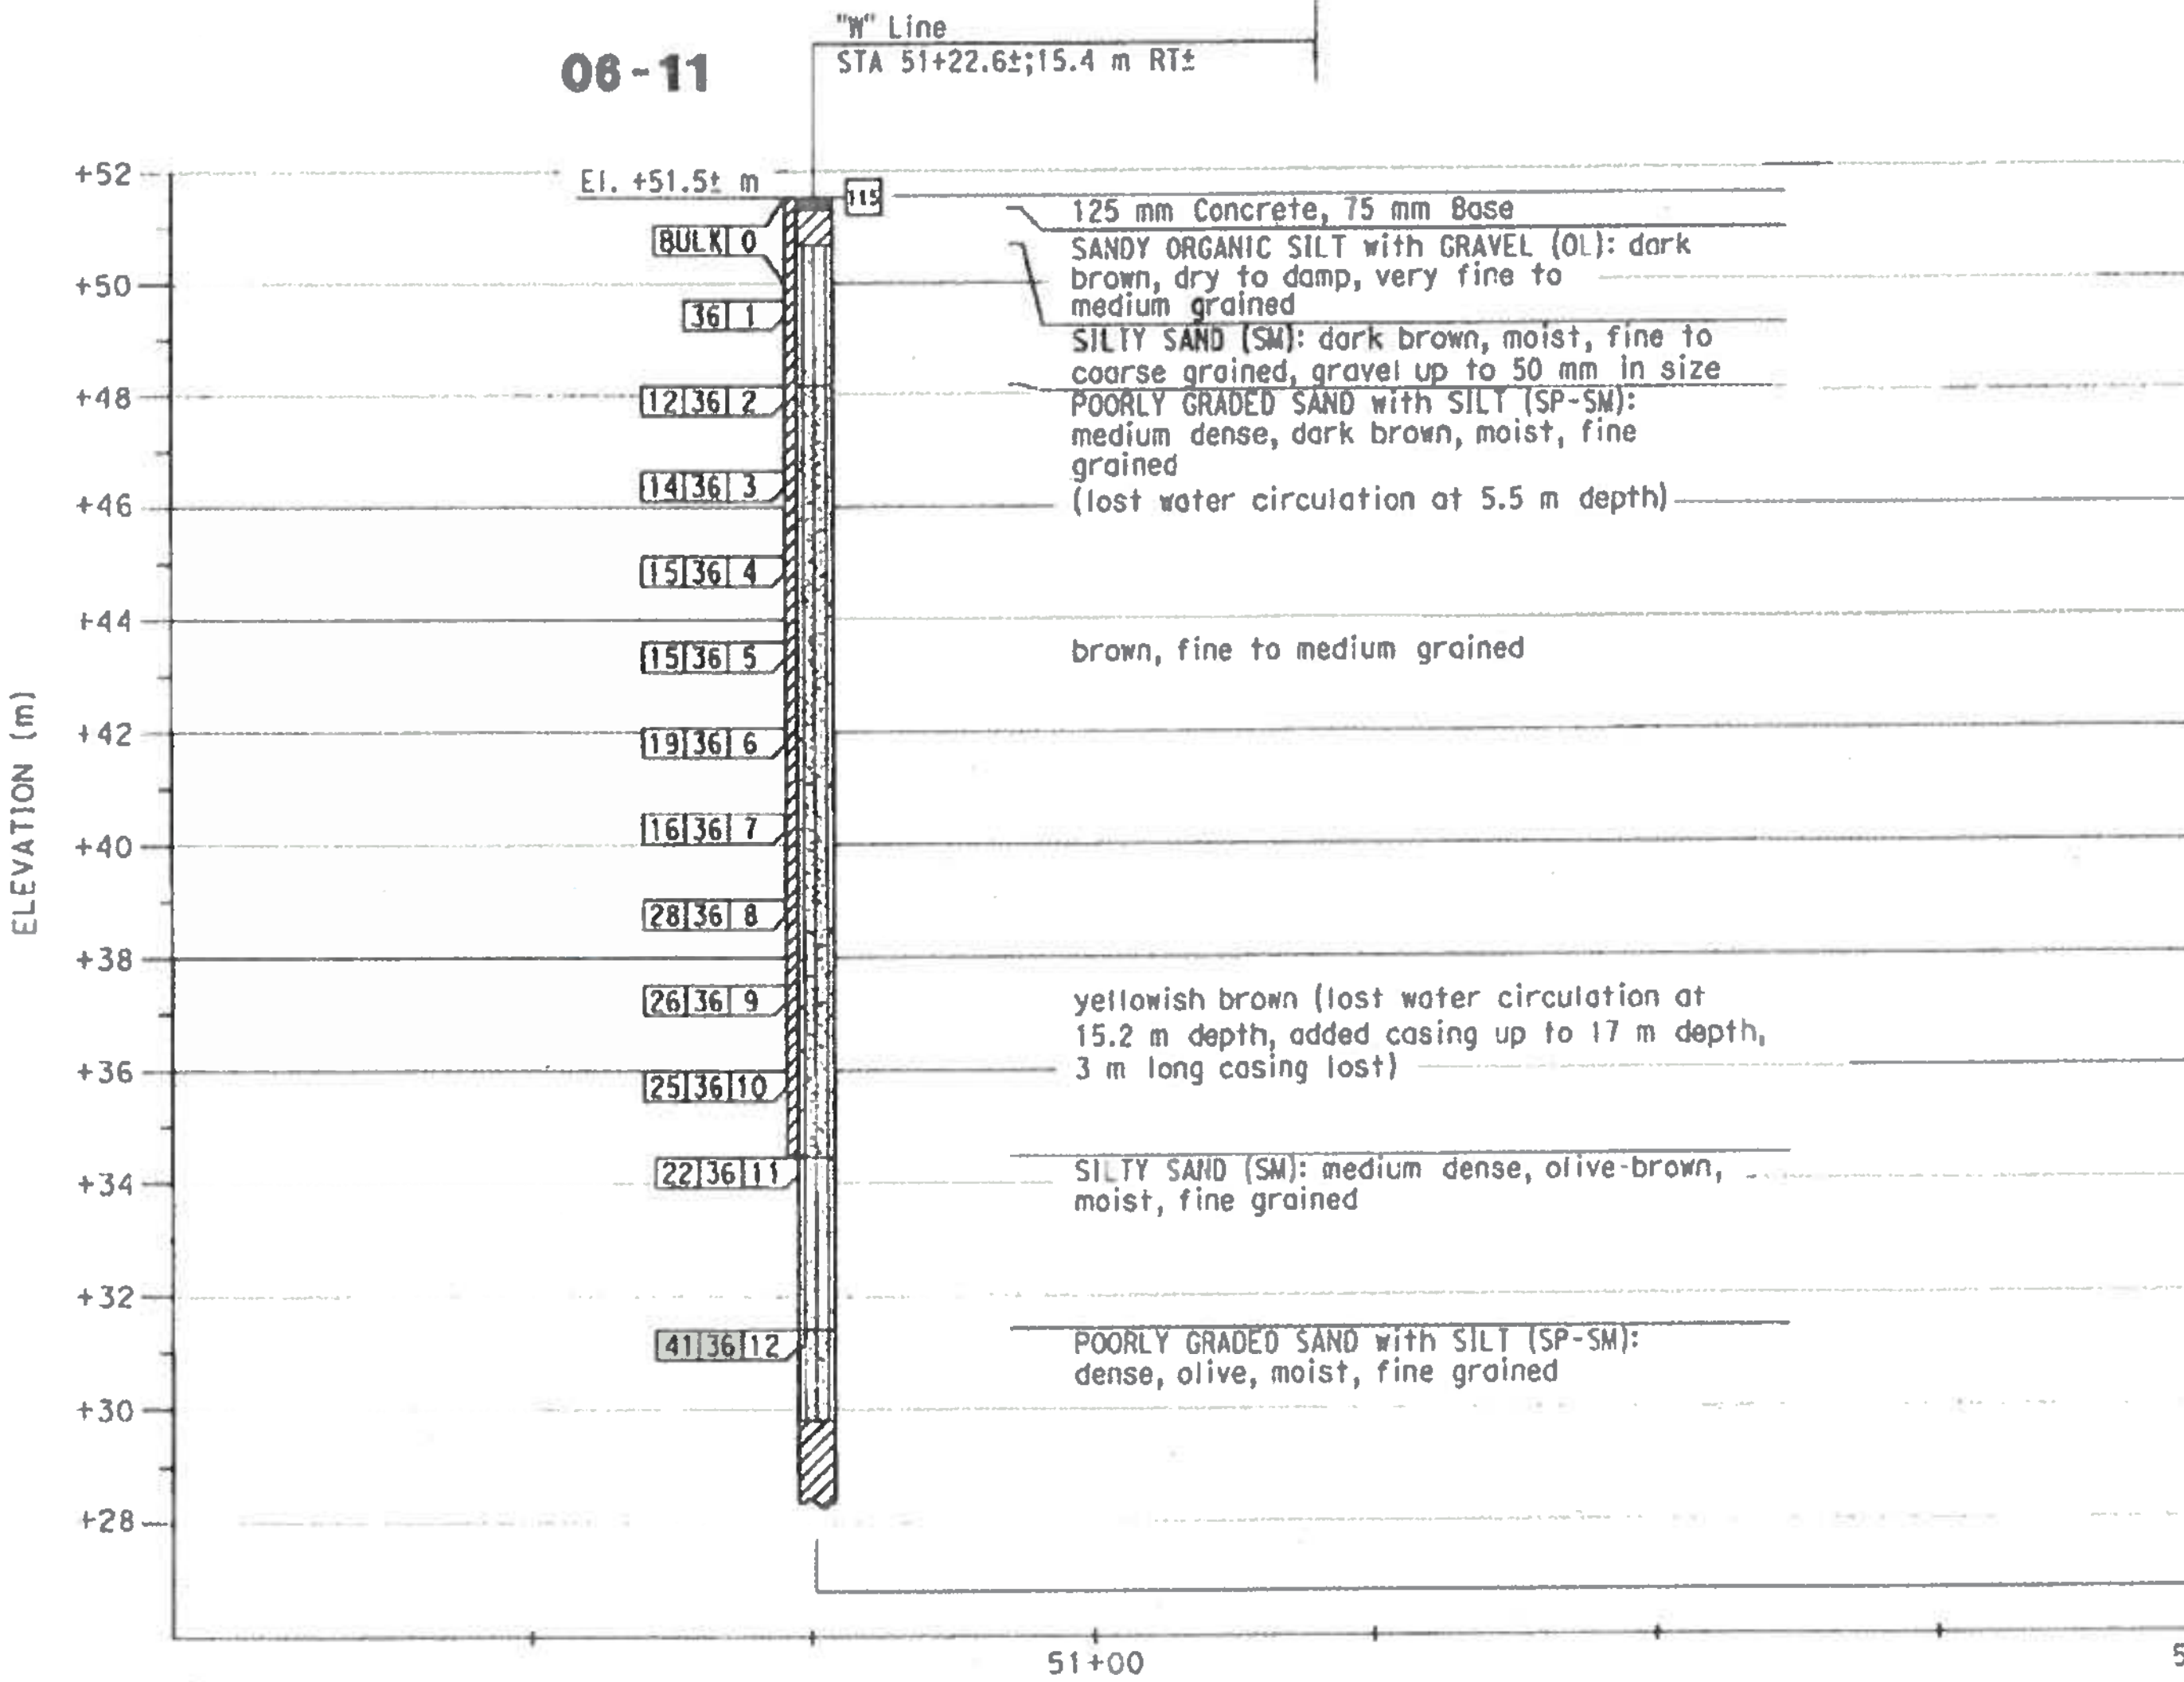 "W" Line
STA 51+22.6±;15.4 m RT±
06-11
+52
El. +51.5± m
115
125 mm Concrete, 75 mm Base
BULK 0
SANDY ORGANIC SILT with GRAVEL (OL): dark
brown, dry to damp, very fine to
medium grained
+50
36 1
SILTY SAND (SM): dark brown, moist, fine to
coarse grained, gravel up to 50 mm in size
+48
12 36 2
POORLY GRADED SAND with SILT (SP-SM):
medium dense, dark brown, moist, fine
grained
14 36 3
+46
(lost water circulation at 5.5 m depth)
15 36 4
+44
15 36 5
brown, fine to medium grained
ELEVATION (m)
+42
19 36 6
16 36 7
+40
28 36 8
+38
26 36 9
yellowish brown (lost water circulation at
15.2 m depth, added casing up to 17 m depth,
3 m long casing lost)
+36
25 36 10
22 36 11
SILTY SAND (SM): medium dense, olive-brown,
moist, fine grained
+34
+32
41 36 12
POORLY GRADED SAND with SILT (SP-SM):
dense, olive, moist, fine grained
+30
+28
51+00
5